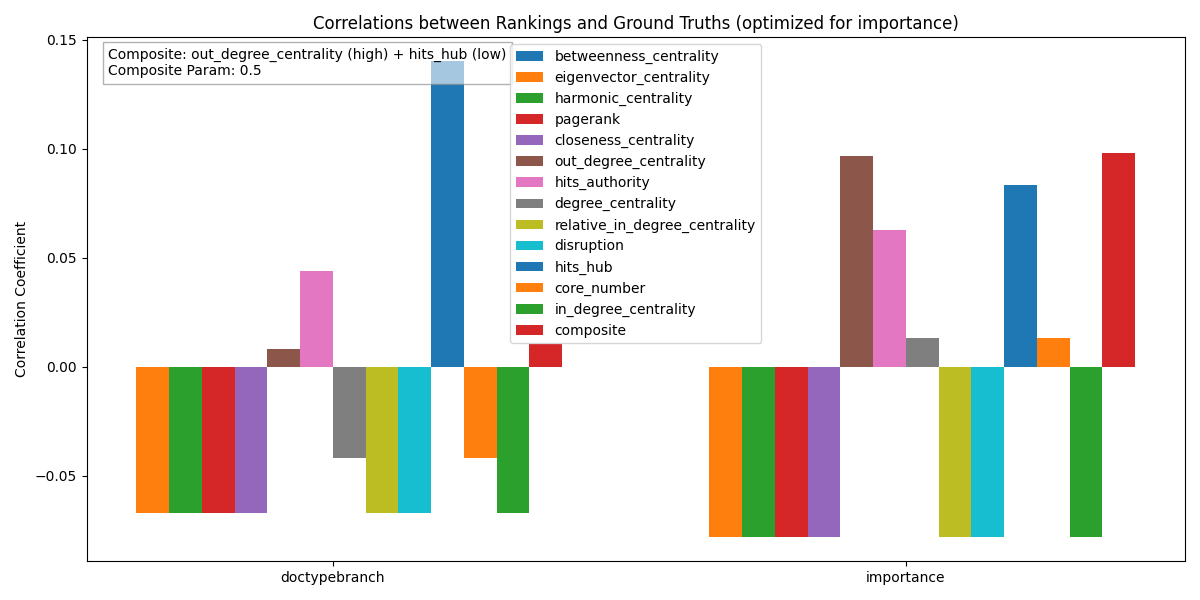 Correlations between Rankings and Ground Truths (optimized for importance)
Composite: out_degree_centrality (high) + hits_hub (low)
Composite Param: 0.5
betweenness_centrality
eigenvector_centrality
harmonic_centrality
pagerank
closeness_centrality
out_degree_centrality
hits_authority
degree_centrality
relative_in_degree_centrality
disruption
hits_hub
core_number
in_degree_centrality
composite
Correlation Coefficient
0.15
0.10
0.05
0.00
−0.05
doctypebranch
importance